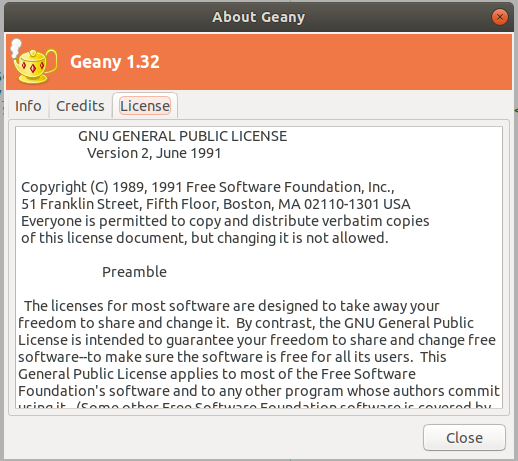 About Geany
Geany 1.32
Info Credits License
GNU GENERAL PUBLIC LICENSE
Version 2, June 1991
Copyright (C) 1989, 1991 Free Software Foundation, Inc.,
51 Franklin Street, Fifth Floor, Boston, MA 02110-1301 USA
Everyone is permitted to copy and distribute verbatim copies
of this license document, but changing it is not allowed.
Preamble
The licenses for most software are designed to take away your
freedom to share and change it. By contrast, the GNU General Public
License is intended to guarantee your freedom to share and change free
software--to make sure the software is free for all its users. This
General Public License applies to most of the Free Software
Foundation's software and to any other program whose authors commit
using it. (Some other Free Software Foundation software is covered by
Close